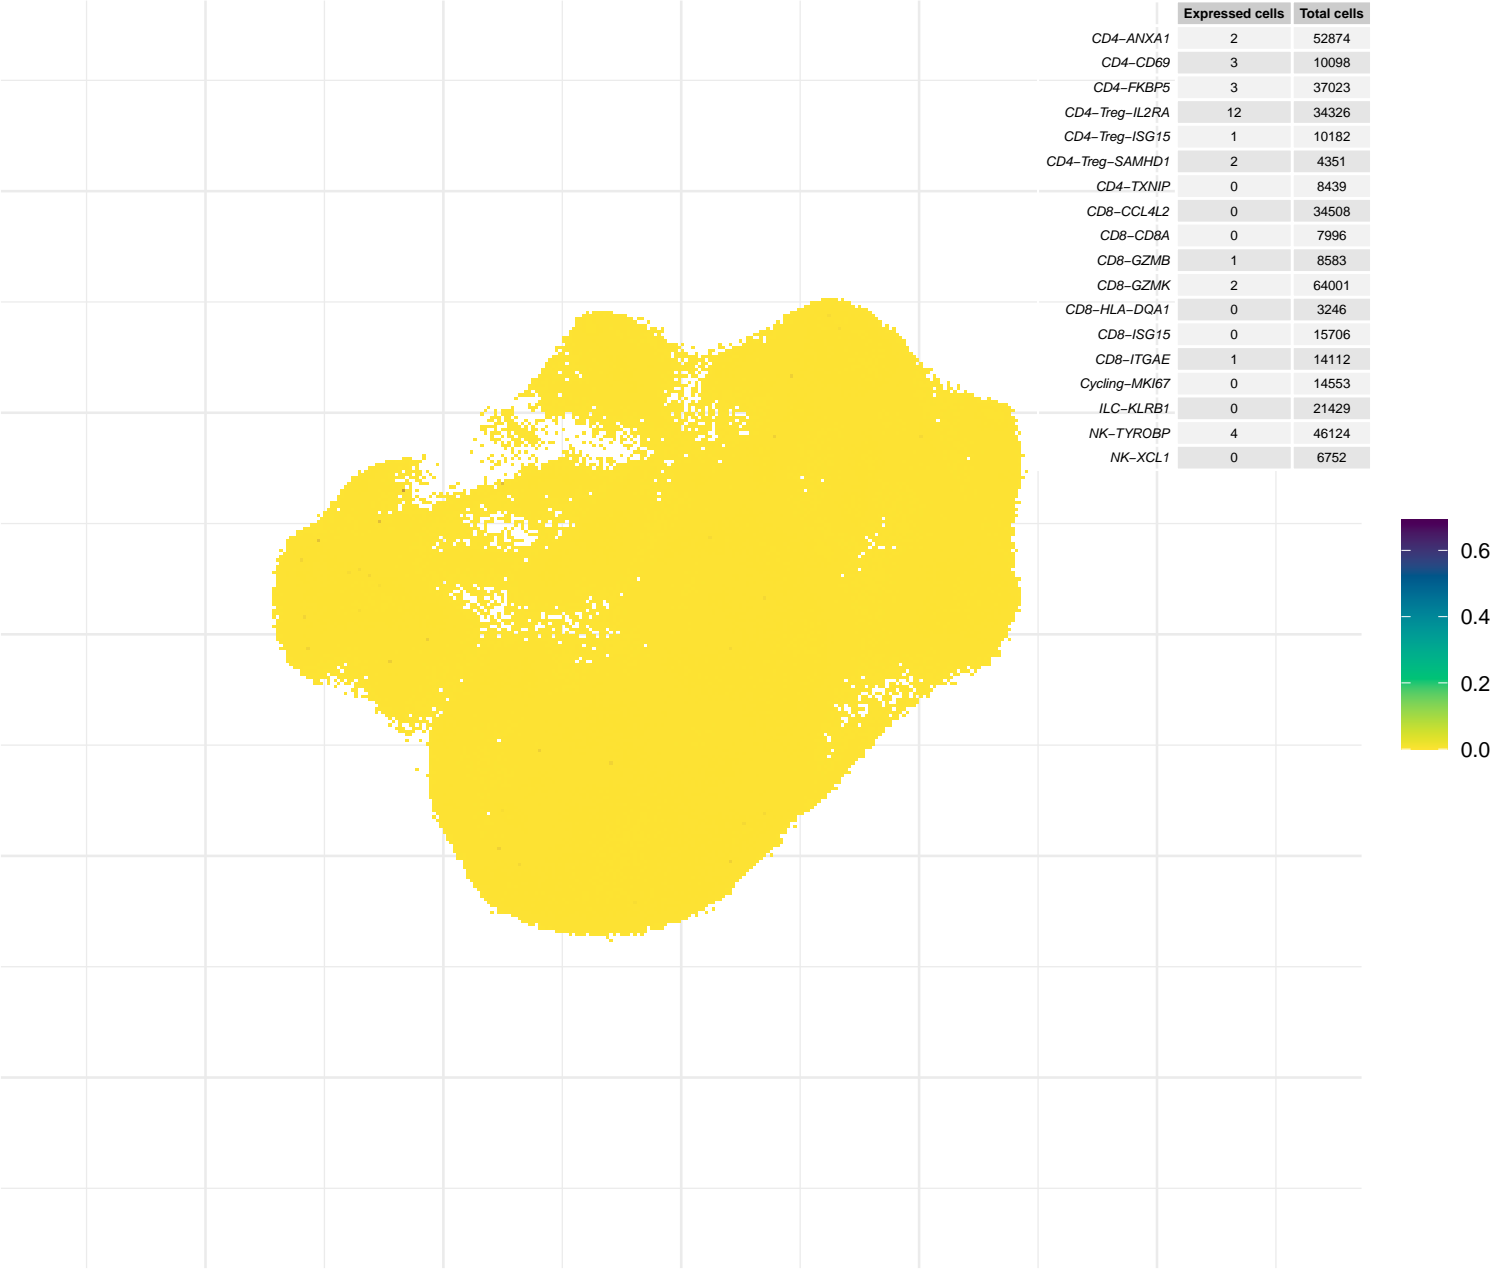 Expressed cells Total cells
CD4−ANXA1 2 52874
CD4−CD69 3 10098
CD4−FKBP5 3 37023
CD4−Treg−IL2RA 12 34326
CD4−Treg−ISG15 1 10182
CD4−Treg−SAMHD1 2 4351
CD4−TXNIP 0 8439
CD8−CCL4L2 0 34508
CD8−CD8A 0 7996
CD8−GZMB 1 8583
CD8−GZMK 2 64001
CD8−HLA−DQA1 0 3246
CD8−ISG15 0 15706
CD8−ITGAE 1 14112
Cycling−MKI67 0 14553
ILC−KLRB1 0 21429
NK−TYROBP 4 46124
NK−XCL1 0 6752
0.6
0.4
0.2
0.0